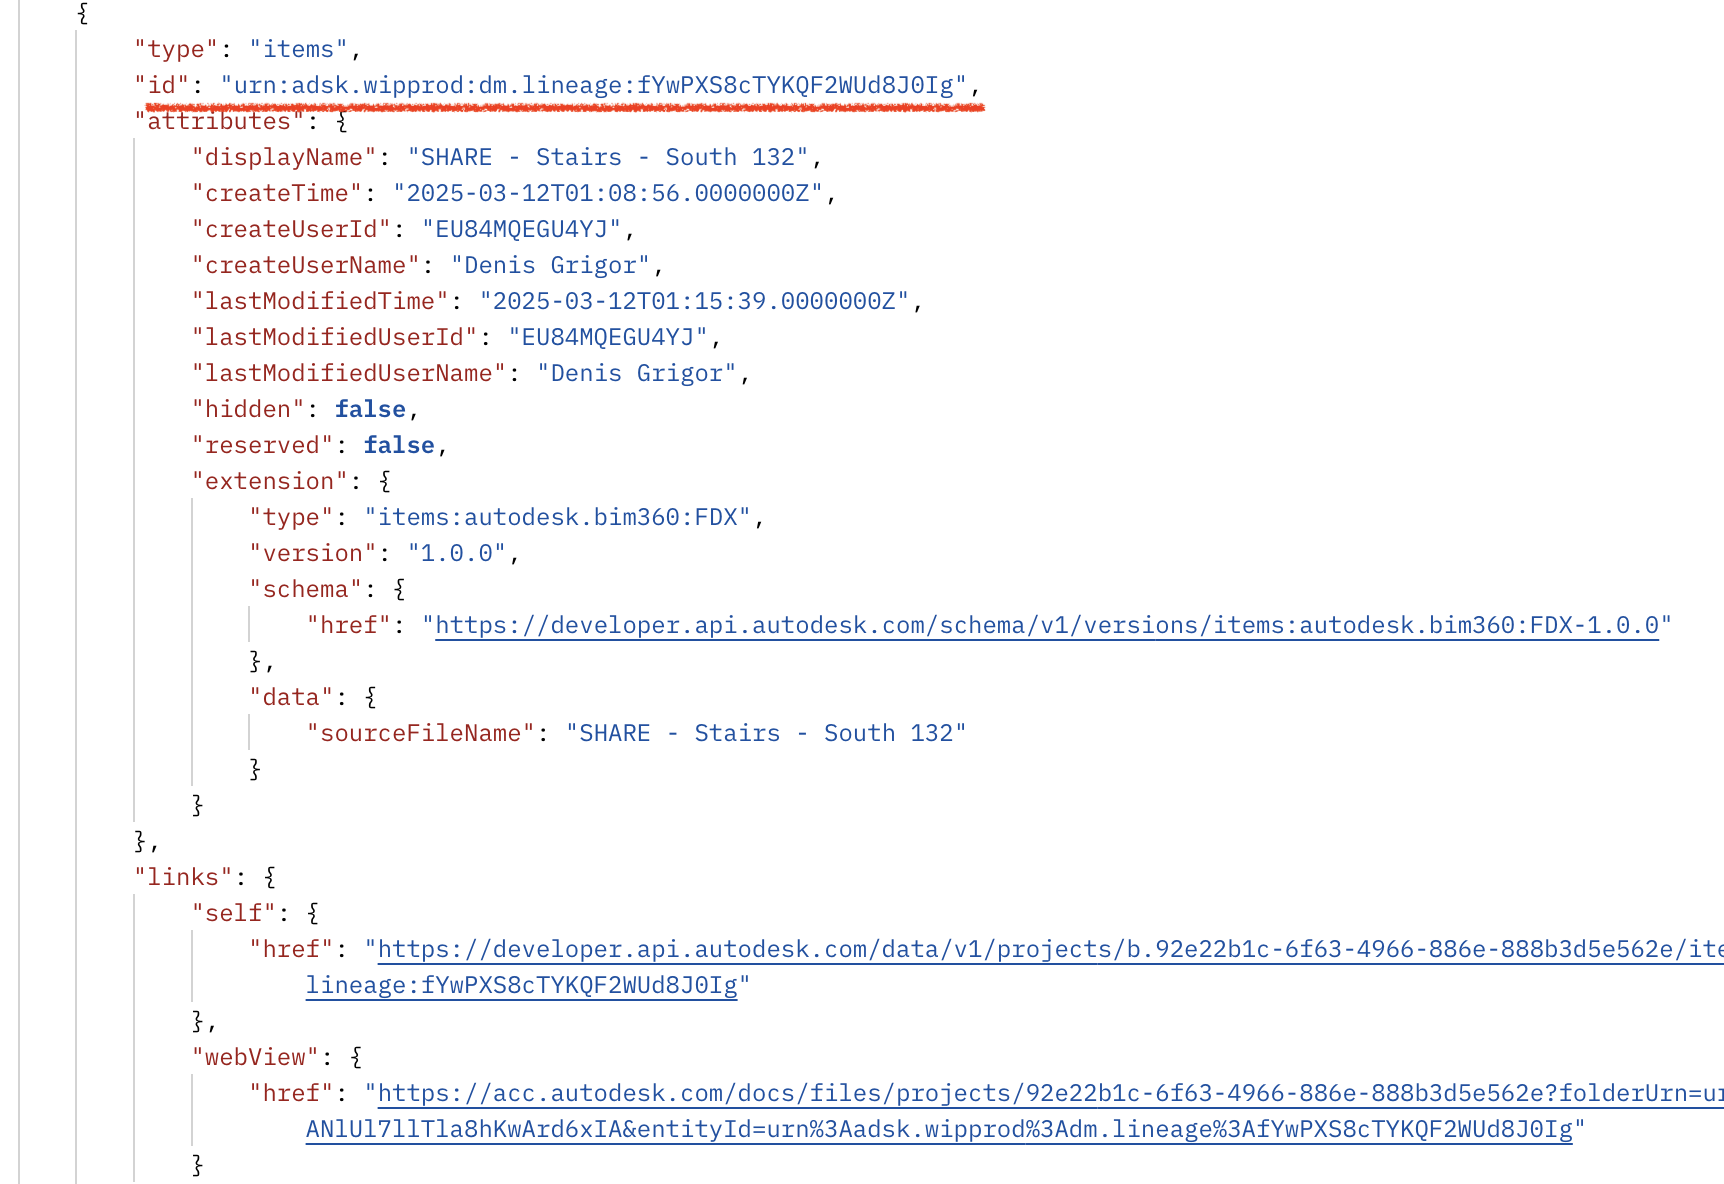 {
"type": "items",
"id": "urn:adsk.wipprod:dm.lineage:fYwPXS8cTYKQF2WUd8J0Ig",
"attributes": {
"displayName": "SHARE - Stairs - South 132",
"createTime": "2025-03-12T01:08:56.0000000Z",
"createUserId": "EU84MQEGU4YJ",
"createUserName": "Denis Grigor",
"lastModifiedTime": "2025-03-12T01:15:39.0000000Z",
"lastModifiedUserId": "EU84MQEGU4YJ",
"lastModifiedUserName": "Denis Grigor",
"hidden": false,
"reserved": false,
"extension": {
"type": "items:autodesk.bim360:FDX",
"version": "1.0.0",
"schema": {
"href": "https://developer.api.autodesk.com/schema/v1/versions/items:autodesk.bim360:FDX-1.0.0"
},
"data": {
"sourceFileName": "SHARE - Stairs - South 132"
}
}
},
"links": {
"self": {
"href": "https://developer.api.autodesk.com/data/v1/projects/b.92e22b1c-6f63-4966-886e-888b3d5e562e/ite
lineage:fYwPXS8cTYKQF2WUd8J0Ig"
},
"webView": {
"href": "https://acc.autodesk.com/docs/files/projects/92e22b1c-6f63-4966-886e-888b3d5e562e?folderUrn=ur
ANlUl7llTla8hKwArd6xIA&entityId=urn%3Aadsk.wipprod%3Adm.lineage%3AfYwPXS8cTYKQF2WUd8J0Ig"
}